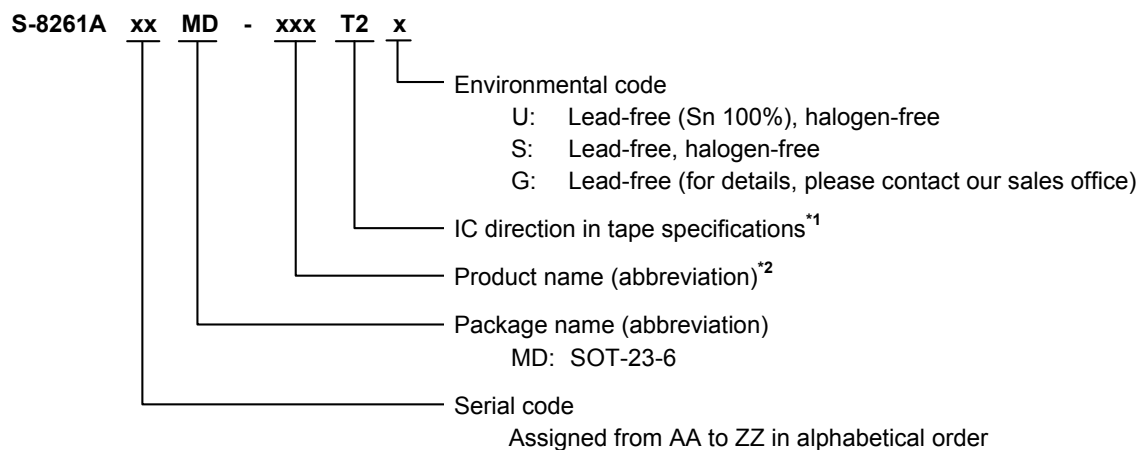 S-8261A xx MD - xxx T2 x
Environmental code
U: Lead-free (Sn 100%), halogen-free
S: Lead-free, halogen-free
G: Lead-free (for details, please contact our sales office)
IC direction in tape specifications*1
Product name (abbreviation)*2
Package name (abbreviation)
MD: SOT-23-6
Serial code
Assigned from AA to ZZ in alphabetical order